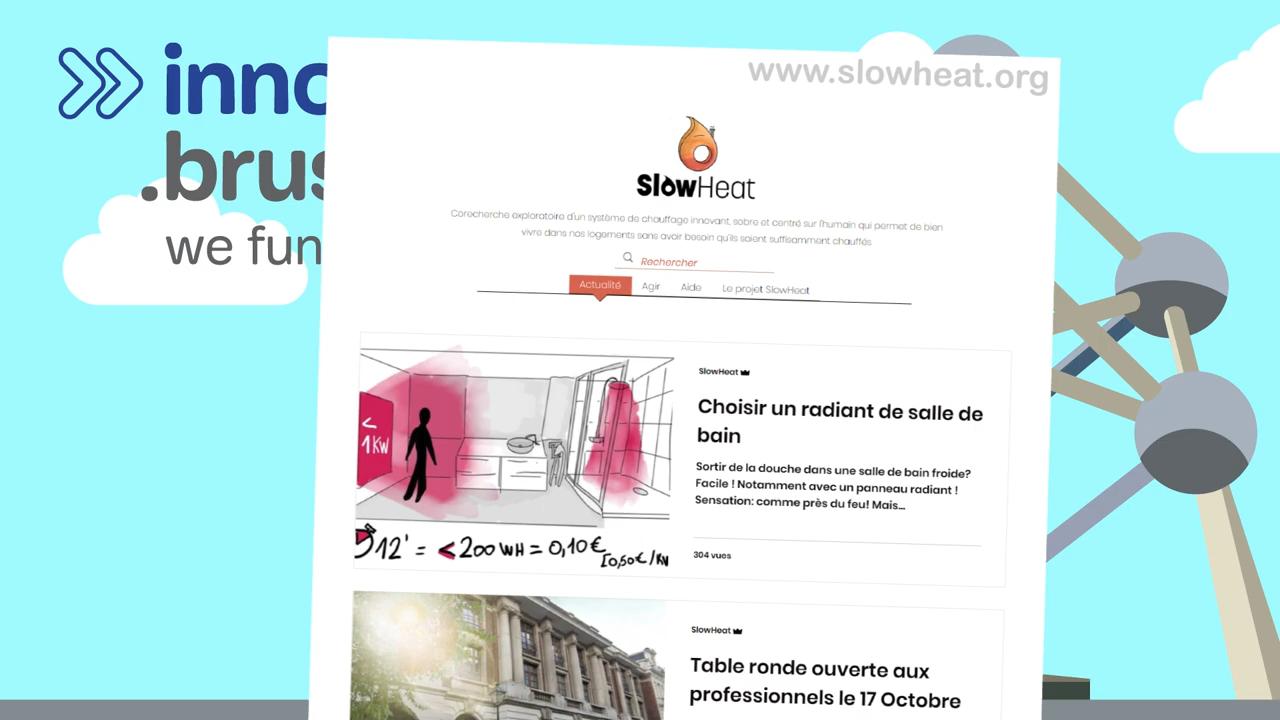 inno
.brus
we fun
www.slowheat.org
SlowHeat
Corecherche exploratoire d'un système de chauffage innovant, sobre et centré sur l'humain qui permet de bien
vivre dans nos logements sans avoir besoin qu'ils soient suffisamment chauffés
Rechercher
Actualité Agir Aide Le projet SlowHeat
< 
1KW
12' = <200 WH = 0,10€
[0,50€/KW
SlowHeat
Choisir un radiant de salle de
bain
Sortir de la douche dans une salle de bain froide?
Facile ! Notamment avec un panneau radiant !
Sensation: comme près du feu! Mais...
304 vues
SlowHeat
Table ronde ouverte aux
professionnels le 17 Octobre